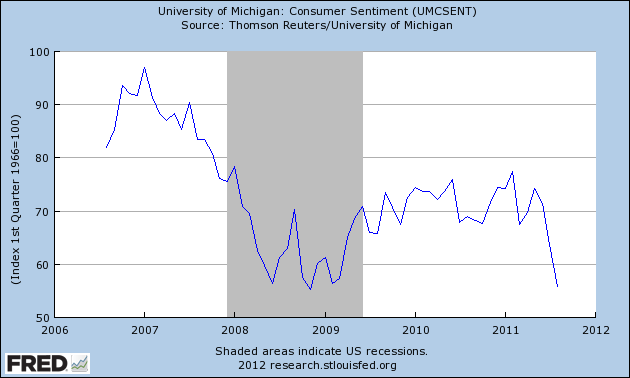 University of Michigan: Consumer Sentiment (UMCSENT)
Source: Thomson Reuters/University of Michigan
(Index 1st Quarter 1966=100)
100
90
80
70
60
50
2006 2007 2008 2009 2010 2011 2012
Shaded areas indicate US recessions.
2012 research.stlouisfed.org
FRED